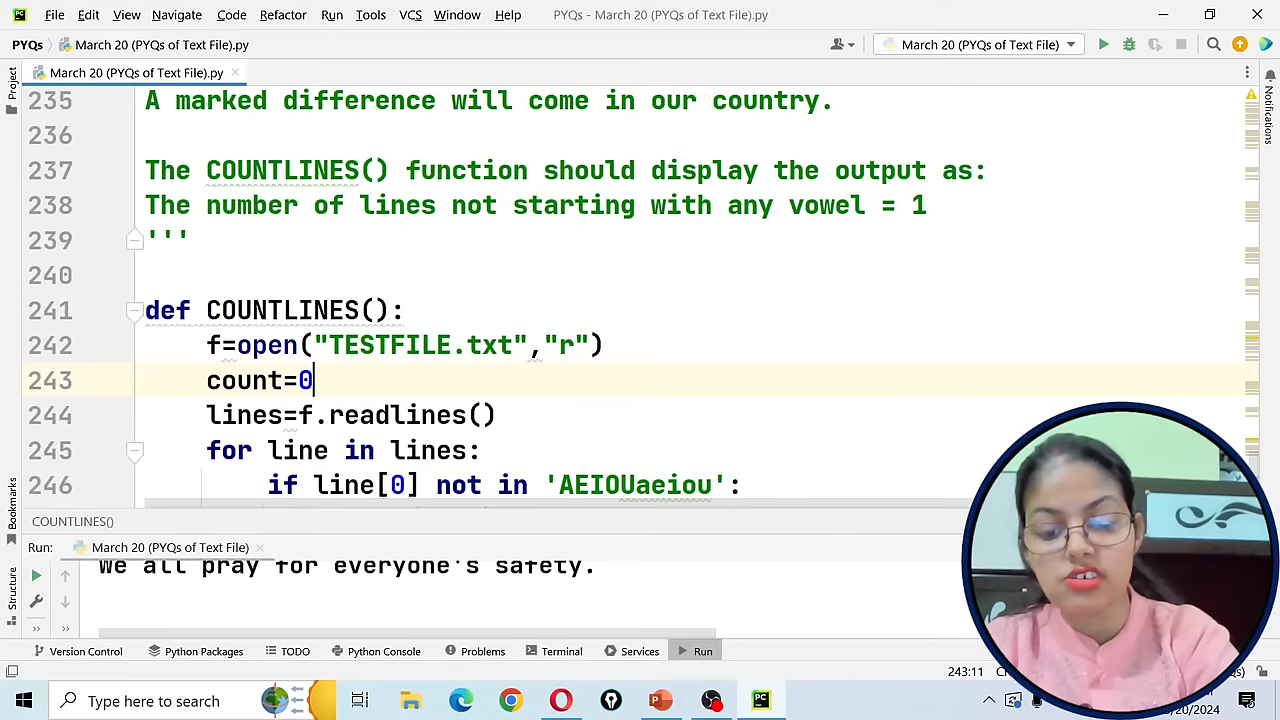 File Edit View Navigate Code Refactor Run Tools VCS Window Help PYQs - March 20 (PYQs of Text File).py
PYQs March 20 (PYQs of Text File).py March 20 (PYQs of Text File)
Project March 20 (PYQs of Text File).py Notifications
235 A marked difference will come in our country.
236
237 The COUNTLINES() function should display the output as:
238 The number of lines not starting with any vowel = 1
239 '''
240
241 def COUNTLINES():
242 f=open("TESTFILE.txt","r")
243 count=0
244 lines=f.readlines()
245 for line in lines:
246 if line[0] not in 'AEIOUaeiou':
Bookmarks
COUNTLINES()
Run: March 20 (PYQs of Text File)
We all pray for everyone's safety.
Structure
Version Control Python Packages TODO Python Console Problems Terminal Services Run
243:11
Type here to search
/20/2024